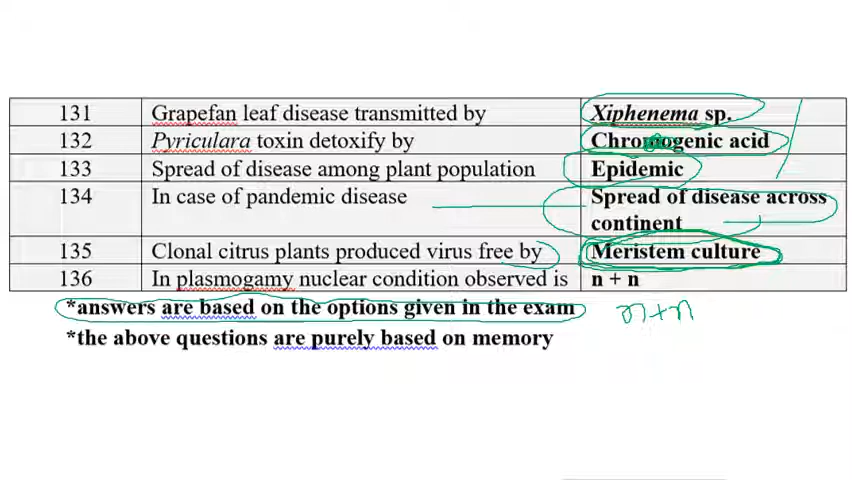 131 Grapefan leaf disease transmitted by Xiphenema sp.
132 Pyriculara toxin detoxify by Chromogenic acid
133 Spread of disease among plant population Epidemic
134 In case of pandemic disease Spread of disease across
continent
135 Clonal citrus plants produced virus free by Meristem culture
136 In plasmogamy nuclear condition observed is n + n
*answers are based on the options given in the exam
n+n
*the above questions are purely based on memory